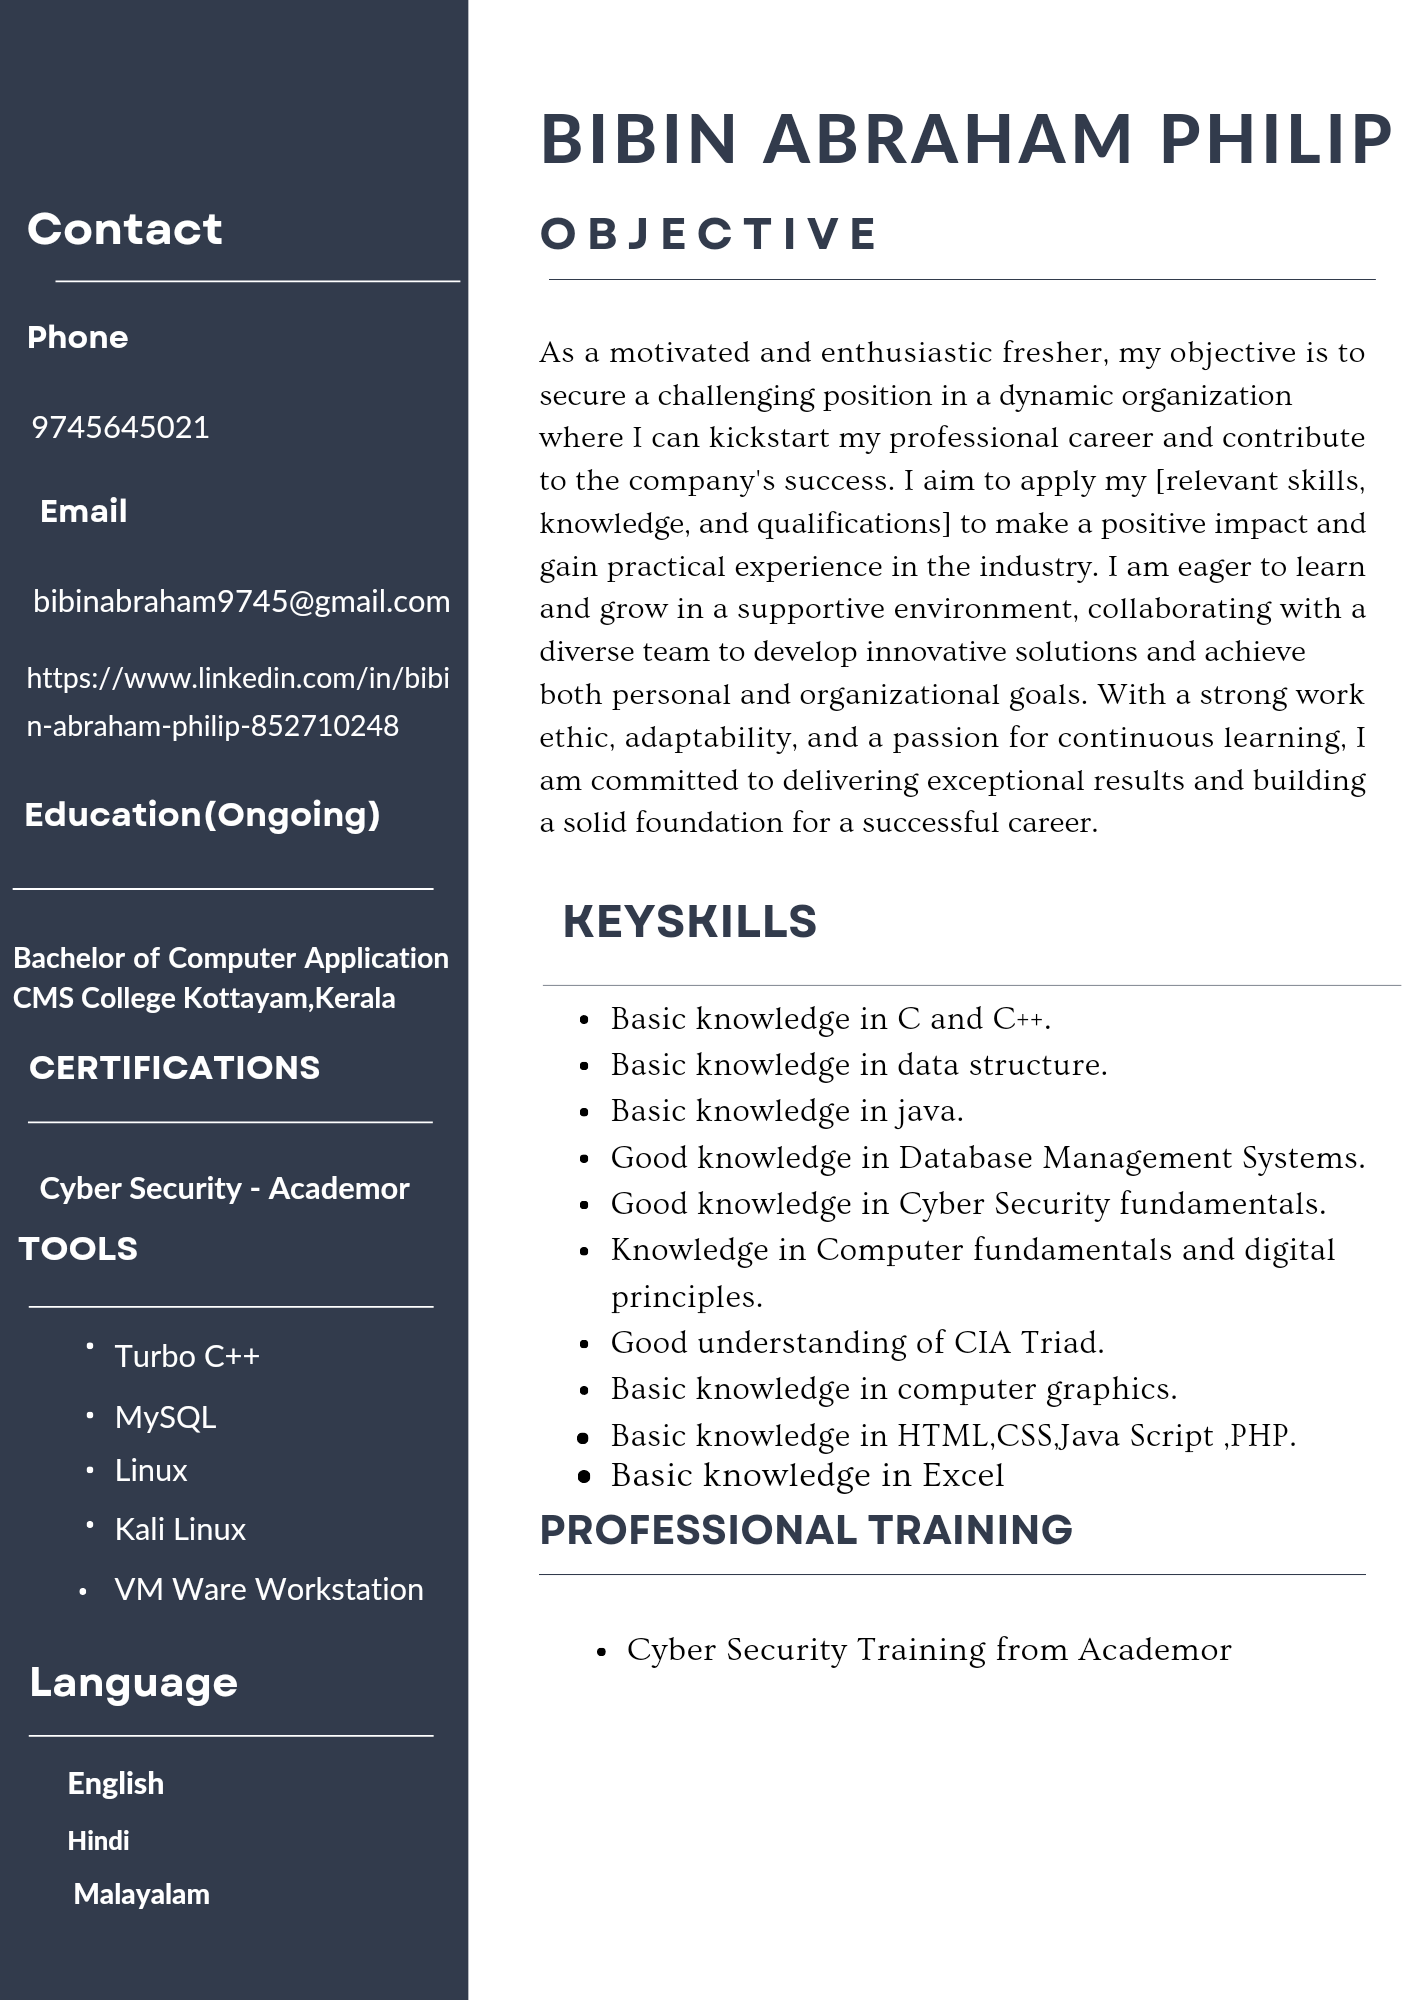 Contact
Phone
9745645021
Email
bibinabraham9745@gmail.com
https://www.linkedin.com/in/bibi
n-abraham-philip-852710248
Education(Ongoing)
Bachelor of Computer Application
CMS College Kottayam,Kerala
CERTIFICATIONS
Cyber Security - Academor
TOOLS
• Turbo C++
• MySQL
• Linux
• Kali Linux
• VM Ware Workstation
Language
English
Hindi
Malayalam
BIBIN ABRAHAM PHILIP
OBJECTIVE
As a motivated and enthusiastic fresher, my objective is to
secure a challenging position in a dynamic organization
where I can kickstart my professional career and contribute
to the company's success. I aim to apply my [relevant skills,
knowledge, and qualifications] to make a positive impact and
gain practical experience in the industry. I am eager to learn
and grow in a supportive environment, collaborating with a
diverse team to develop innovative solutions and achieve
both personal and organizational goals. With a strong work
ethic, adaptability, and a passion for continuous learning, I
am committed to delivering exceptional results and building
a solid foundation for a successful career.
KEYSKILLS
• Basic knowledge in C and C++.
• Basic knowledge in data structure.
• Basic knowledge in java.
• Good knowledge in Database Management Systems.
• Good knowledge in Cyber Security fundamentals.
• Knowledge in Computer fundamentals and digital
principles.
• Good understanding of CIA Triad.
• Basic knowledge in computer graphics.
• Basic knowledge in HTML,CSS,Java Script ,PHP.
• Basic knowledge in Excel
PROFESSIONAL TRAINING
• Cyber Security Training from Academor